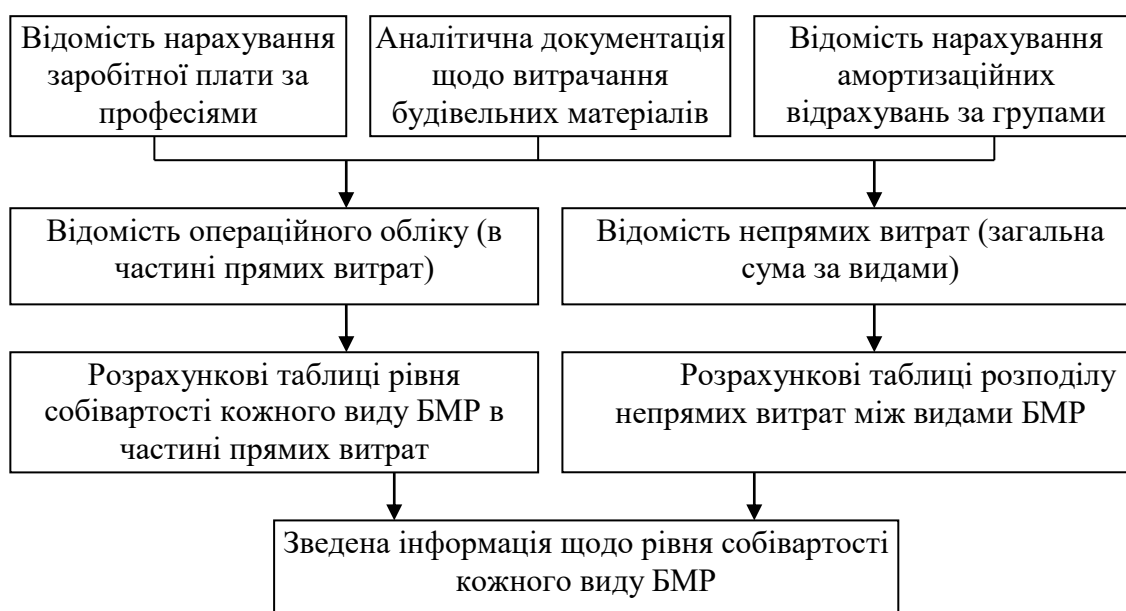 Відомість нарахування
заробітної плати за
професіями
Аналітична документація
щодо витрачання
будівельних матеріалів
Відомість нарахування
амортизаційних
відрахувань за групами
Відомість операційного обліку (в
частині прямих витрат)
Відомість непрямих витрат (загальна
сума за видами)
Розрахункові таблиці рівня
собівартості кожного виду БМР в
частині прямих витрат
Розрахункові таблиці розподілу
непрямих витрат між видами БМР
Зведена інформація щодо рівня собівартості
кожного виду БМР